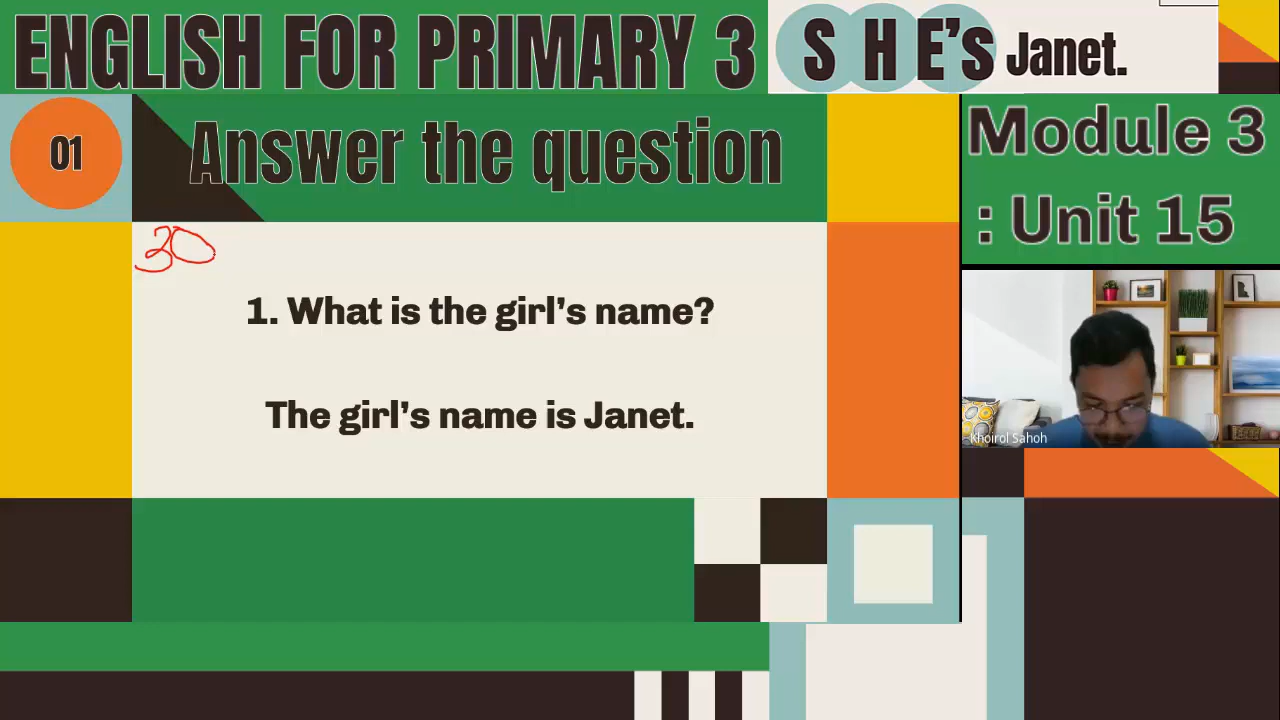 ENGLISH FOR PRIMARY 3
SHE's Janet.
01
Answer the question
Module 3
: Unit 15
30
1. What is the girl's name?
The girl's name is Janet.
Khoirol Sahoh